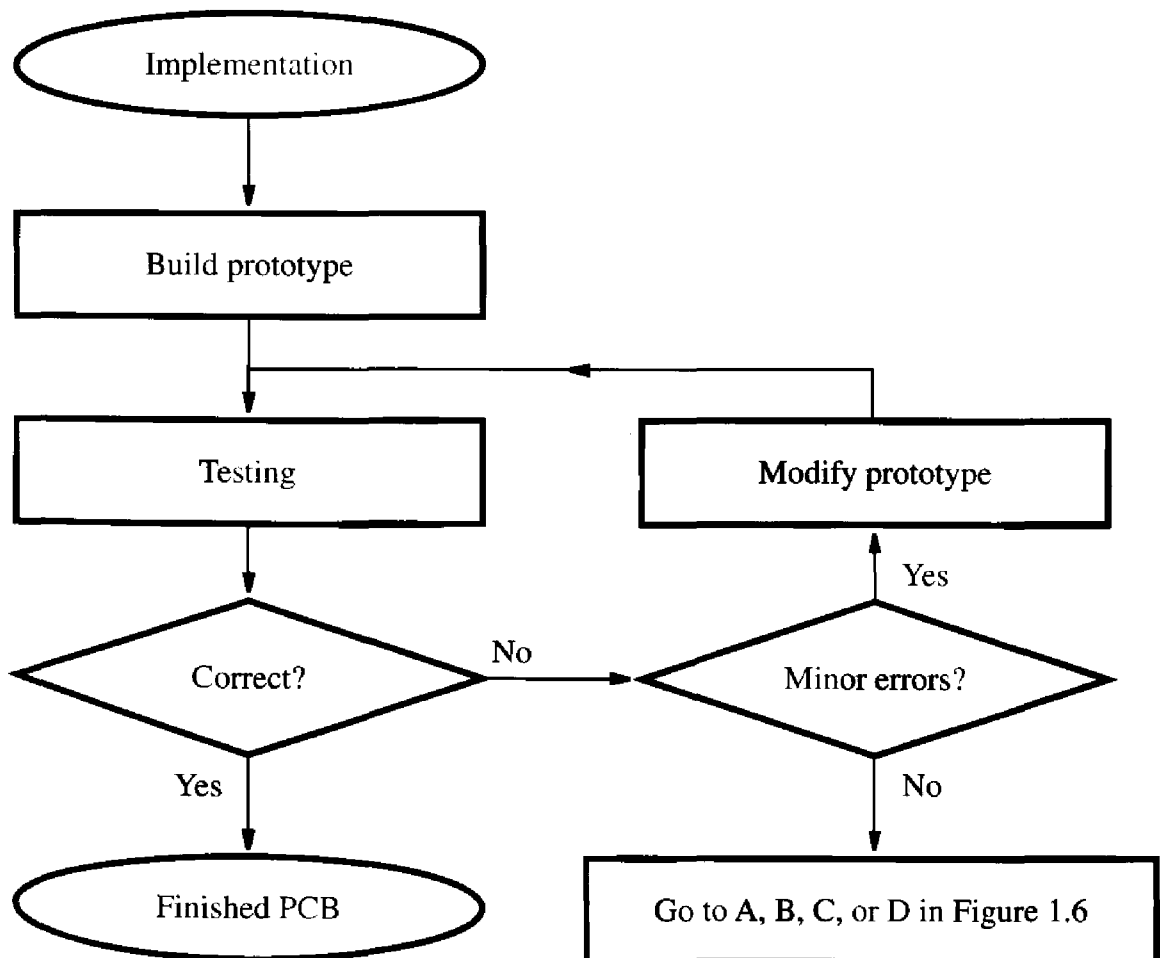 Implementation
Build prototype
Testing
Modify prototype
Yes
Correct?
No
Minor errors?
Yes
No
Finished PCB
Go to A, B, C, or D in Figure 1.6